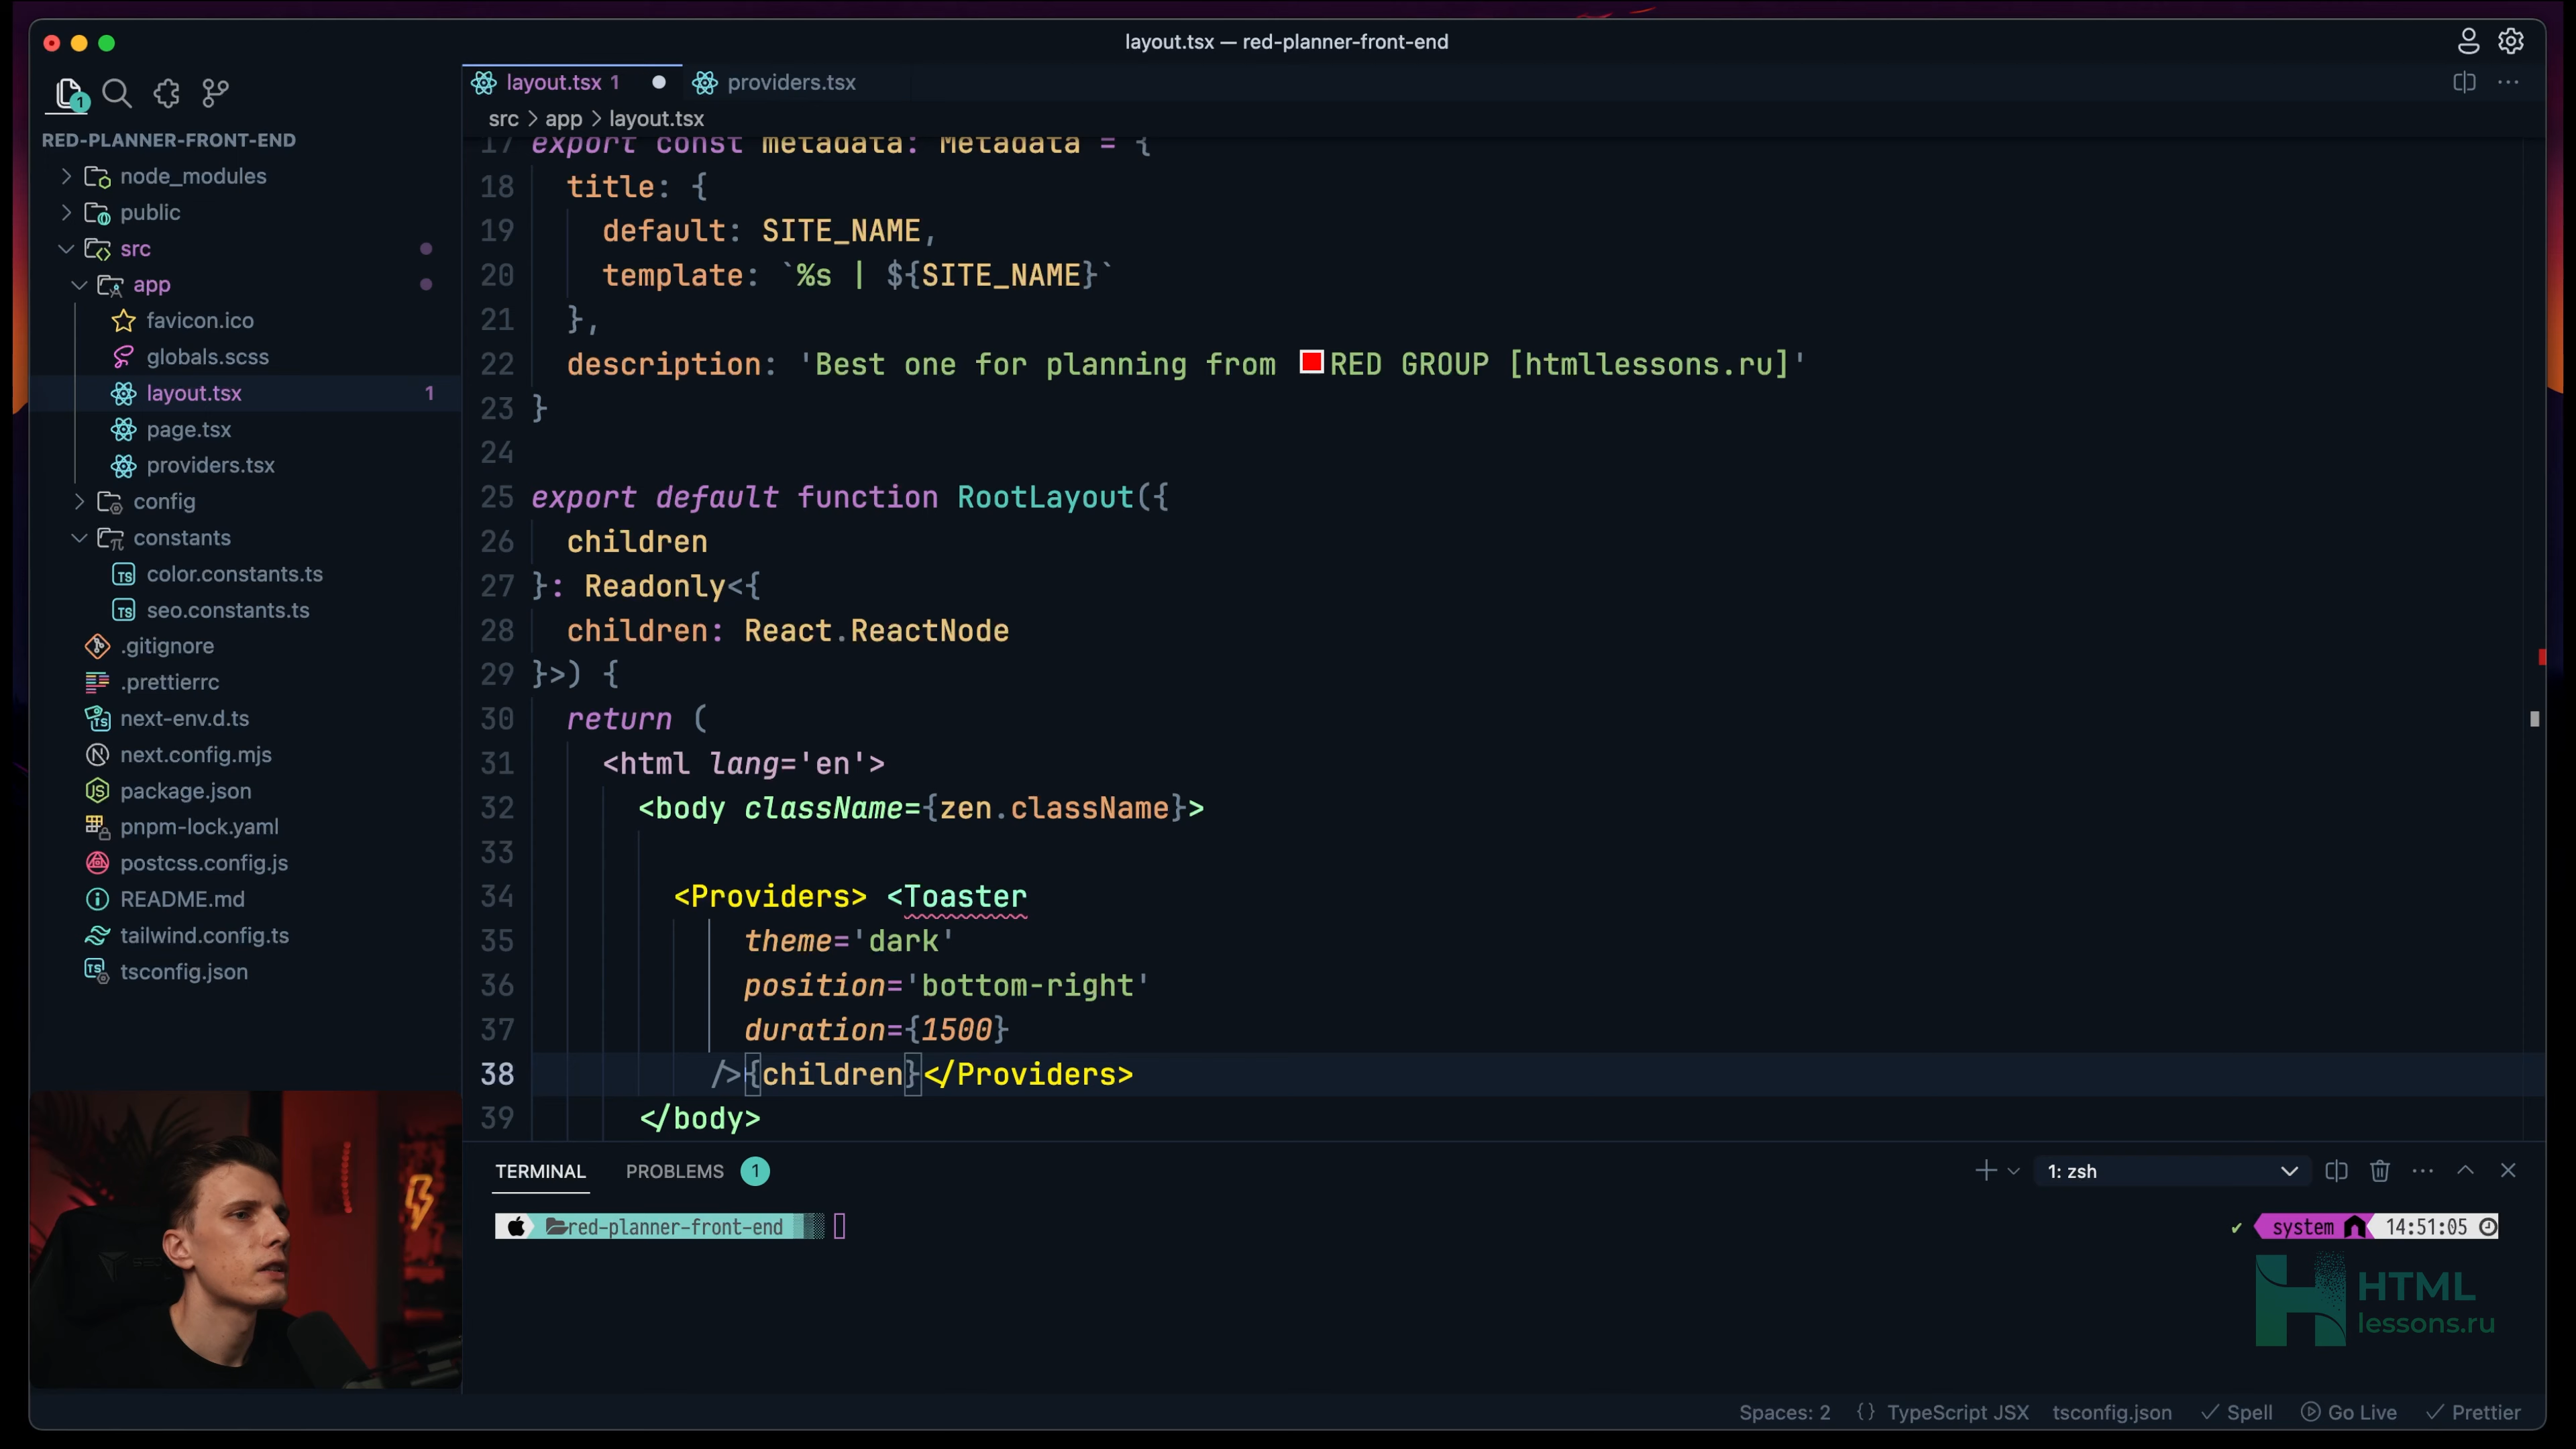 layout.tsx — red-planner-front-end
1
layout.tsx 1
providers.tsx
src > app > layout.tsx
RED-PLANNER-FRONT-END
node_modules
public
src
app
favicon.ico
globals.scss
layout.tsx 1
page.tsx
providers.tsx
config
constants
color.constants.ts
seo.constants.ts
.gitignore
.prettierrc
next-env.d.ts
next.config.mjs
package.json
pnpm-lock.yaml
postcss.config.js
README.md
tailwind.config.ts
tsconfig.json
17 export const metadata: Metadata = {
18 title: {
19 default: SITE_NAME,
20 template: `%s | ${SITE_NAME}`
21 },
22 description: 'Best one for planning from RED GROUP [htmllessons.ru]'
23 }
24
25 export default function RootLayout({
26 children
27 }: Readonly<{
28 children: React.ReactNode
29 }>) {
30 return (
31 <html lang='en'>
32 <body className={zen.className}>
33
34 <Providers> <Toaster
35 theme='dark'
36 position='bottom-right'
37 duration={1500}
38 />{children}</Providers>
39 </body>
TERMINAL PROBLEMS 1
1: zsh
red-planner-front-end
system 14:51:05
HTML
lessons.ru
Spaces: 2 {} TypeScript JSX tsconfig.json Spell Go Live Prettier